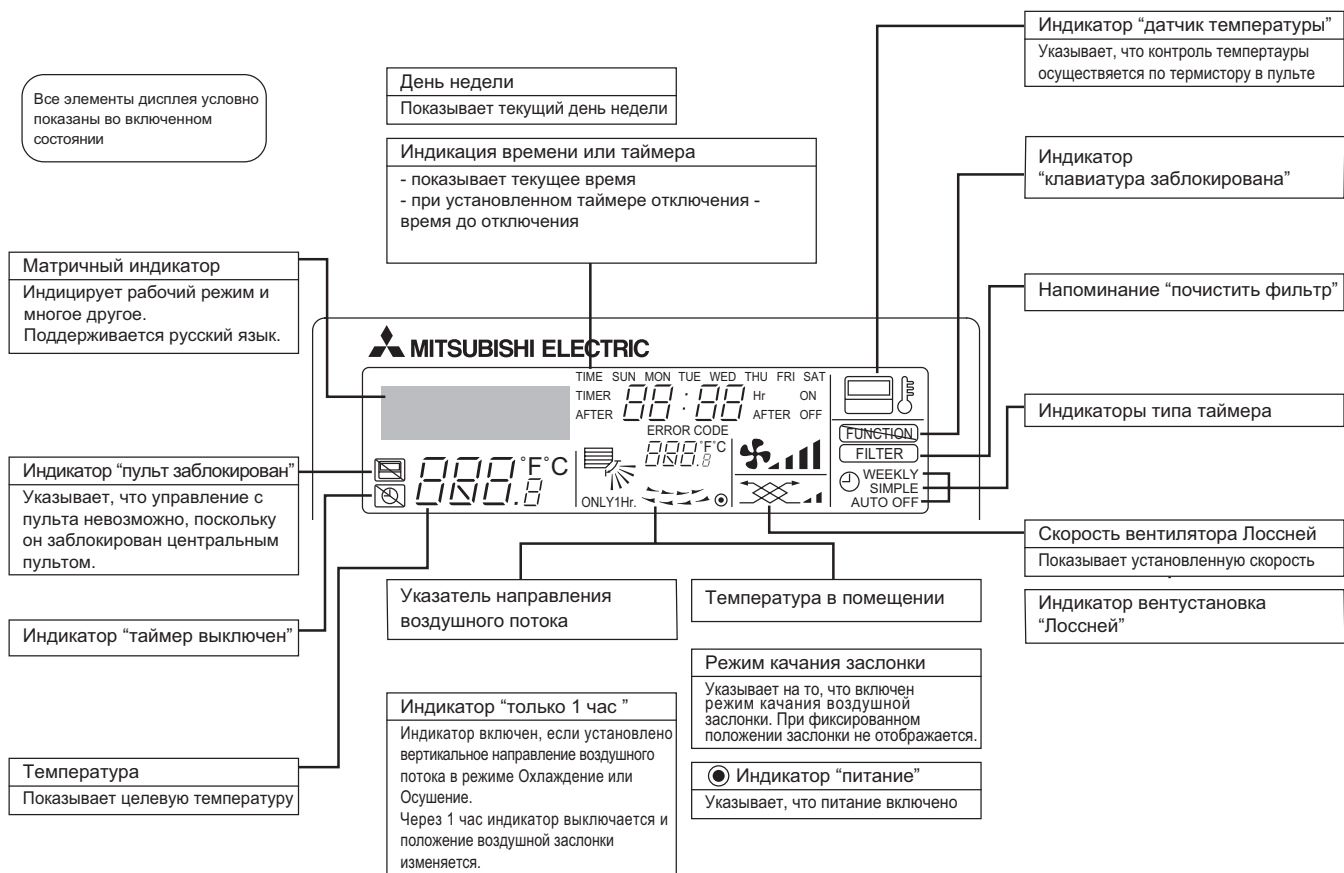 Все элементы дисплея условно
показаны во включенном
состоянии
День недели
Показывает текущий день недели
Индикация времени или таймера
- показывает текущее время
- при установленном таймере отключения -
время до отключения
Индикатор “датчик температуры”
Указывает, что контроль темпертауры
осуществяется по термистору в пульте
Индикатор
“клавиатура заблокирована”
Напоминание “почистить фильтр”
Индикаторы типа таймера
Скорость вентилятора Лоссней
Показывает установленную скорость
Индикатор вентустановка
“Лоссней”
Матричный индикатор
Индицирует рабочий режим и
многое другое.
Поддерживается русский язык.
Индикатор “пульт заблокирован”
Указывает, что управление с
пульта невозможно, поскольку
он заблокирован центральным
пультом.
Индикатор “таймер выключен”
Температура
Показывает целевую температуру
MITSUBISHI ELECTRIC
TIME SUN MON TUE WED THU FRI SAT
TIMER 88:88 Hr ON
AFTER AFTER OFF
ERROR CODE
888.8 °F°C
888.8 °F°C
ONLY1Hr.
FUNCTION
FILTER
WEEKLY
SIMPLE
AUTO OFF
Указатель направления
воздушного потока
Температура в помещении
Индикатор “только 1 час ”
Индикатор включен, если установлено
вертикальное направление воздушного
потока в режиме Охлаждение или
Осушение.
Через 1 час индикатор выключается и
положение воздушной заслонки
изменяется.
Режим качания заслонки
Указывает на то, что включен
режим качания воздушной
заслонки. При фиксированном
положении заслонки не отображается.
Индикатор “питание”
Указывает, что питание включено